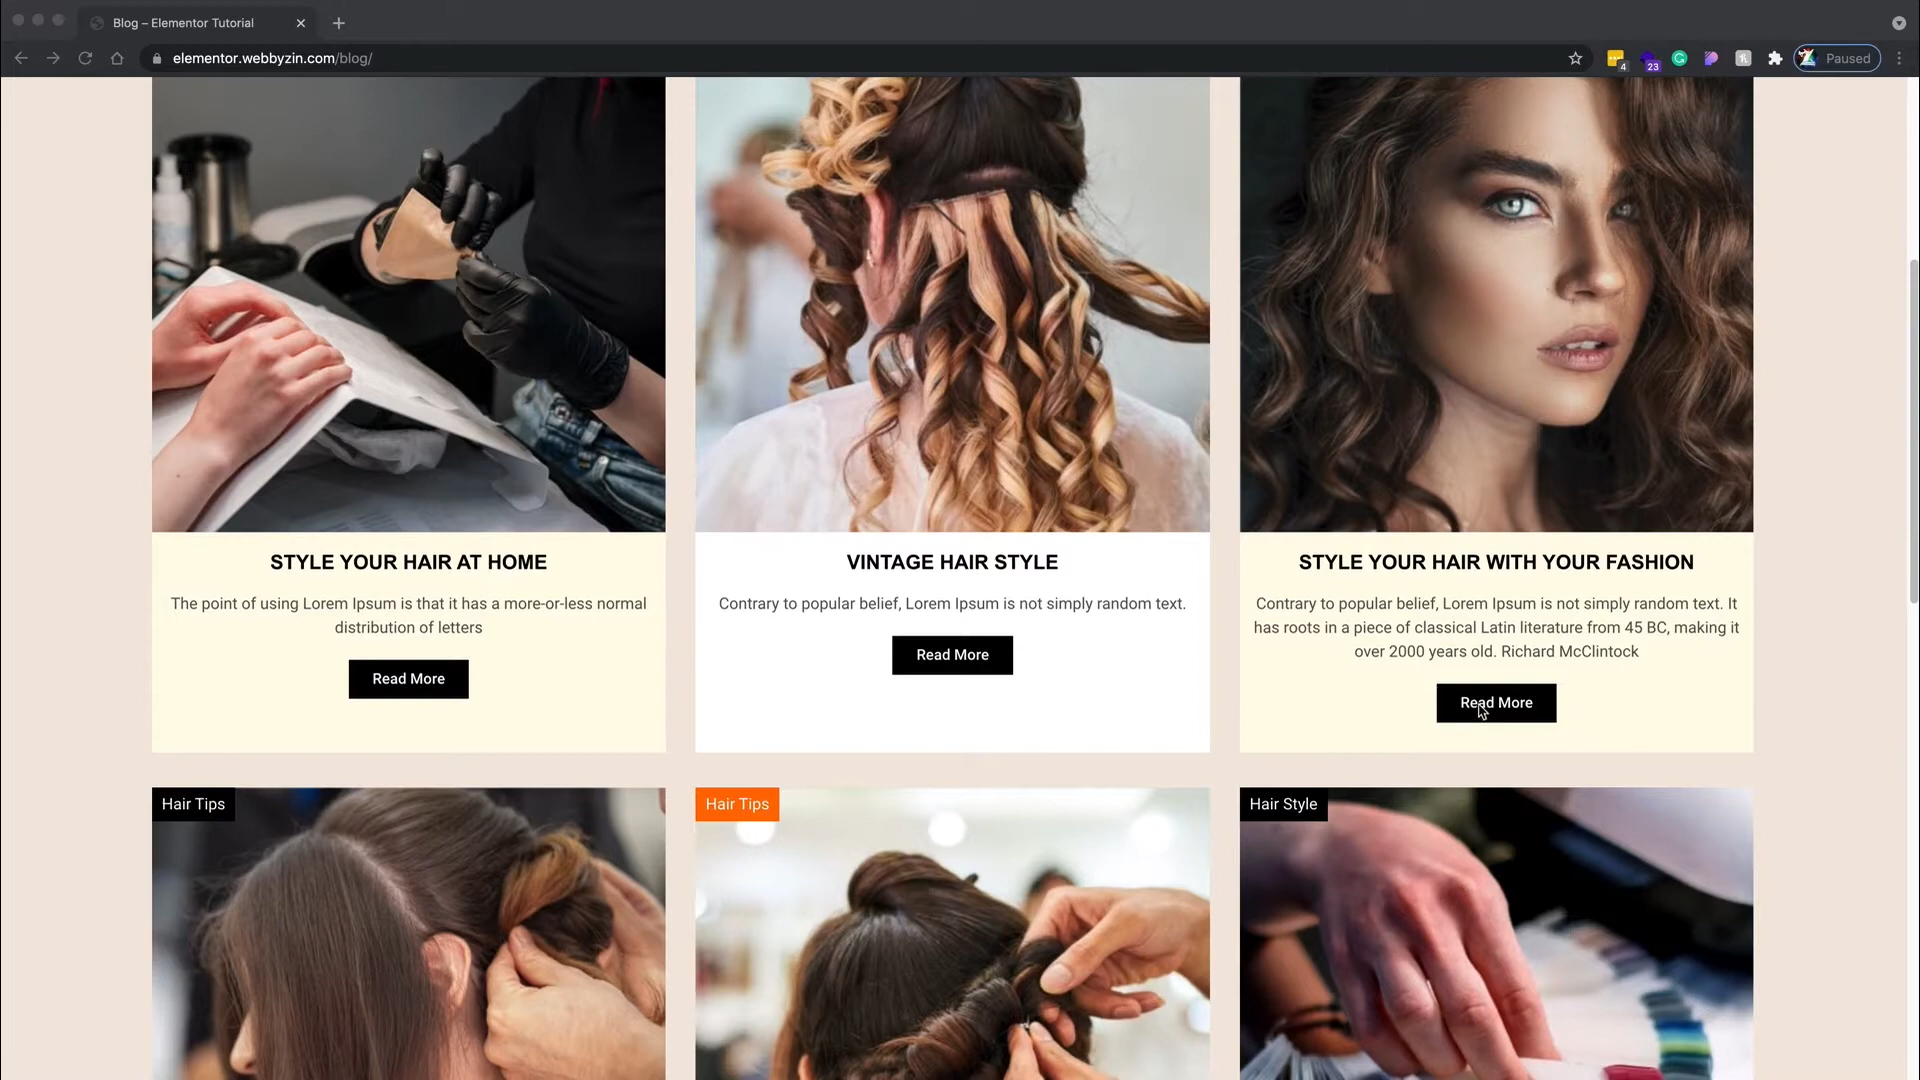 Blog – Elementor Tutorial
elementor.webbyzin.com/blog/
4
23
Paused
STYLE YOUR HAIR AT HOME
The point of using Lorem Ipsum is that it has a more-or-less normal
distribution of letters
Read More
VINTAGE HAIR STYLE
Contrary to popular belief, Lorem Ipsum is not simply random text.
Read More
STYLE YOUR HAIR WITH YOUR FASHION
Contrary to popular belief, Lorem Ipsum is not simply random text. It
has roots in a piece of classical Latin literature from 45 BC, making it
over 2000 years old. Richard McClintock
Read More
Hair Tips
Hair Tips
Hair Style